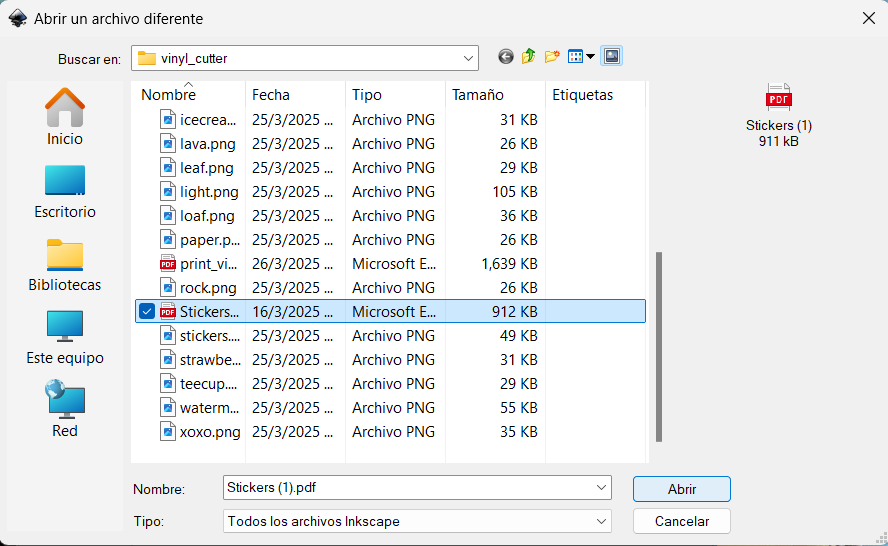 Abrir un archivo diferente
Buscar en: vinyl_cutter
Inicio
Escritorio
Bibliotecas
Este equipo
Red
Nombre Fecha Tipo Tamaño Etiquetas
icecrea... 25/3/2025 ... Archivo PNG 31 KB
lava.png 25/3/2025 ... Archivo PNG 26 KB
leaf.png 25/3/2025 ... Archivo PNG 29 KB
light.png 25/3/2025 ... Archivo PNG 105 KB
loaf.png 25/3/2025 ... Archivo PNG 36 KB
paper.p... 25/3/2025 ... Archivo PNG 26 KB
PDF print_vi... 26/3/2025 ... Microsoft E... 1,639 KB
rock.png 25/3/2025 ... Archivo PNG 26 KB
PDF Stickers... 16/3/2025 ... Microsoft E... 912 KB
stickers.... 25/3/2025 ... Archivo PNG 49 KB
strawbe... 25/3/2025 ... Archivo PNG 31 KB
teecup.... 25/3/2025 ... Archivo PNG 29 KB
waterm... 25/3/2025 ... Archivo PNG 55 KB
xoxo.png 25/3/2025 ... Archivo PNG 35 KB
PDF
Stickers (1)
911 kB
Nombre: Stickers (1).pdf
Abrir
Tipo: Todos los archivos Inkscape
Cancelar